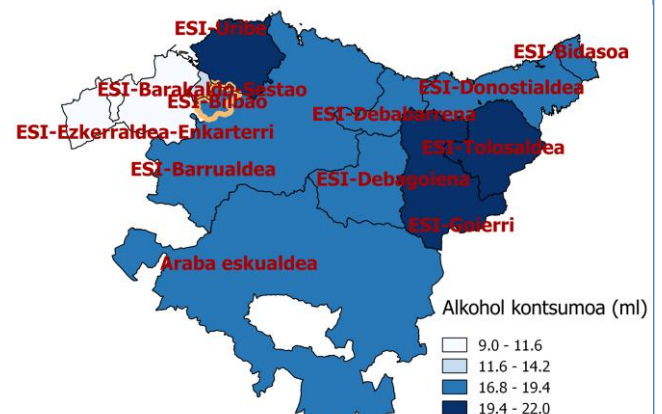 ESI-Uribe
ESI-Bidasoa
ESI-Barakaldo-Sestao
ESI-Donostialdea
ESI-Bilbao
ESI-Debabarrena
ESI-Ezkerraldea-Enkarterri
ESI-Tolosaldea
ESI-Barrualdea
ESI-Debagoiena
ESI-Goierri
Araba eskualdea
Alkohol kontsumoa (ml)
9.0 - 11.6
11.6 - 14.2
16.8 - 19.4
19.4 - 22.0